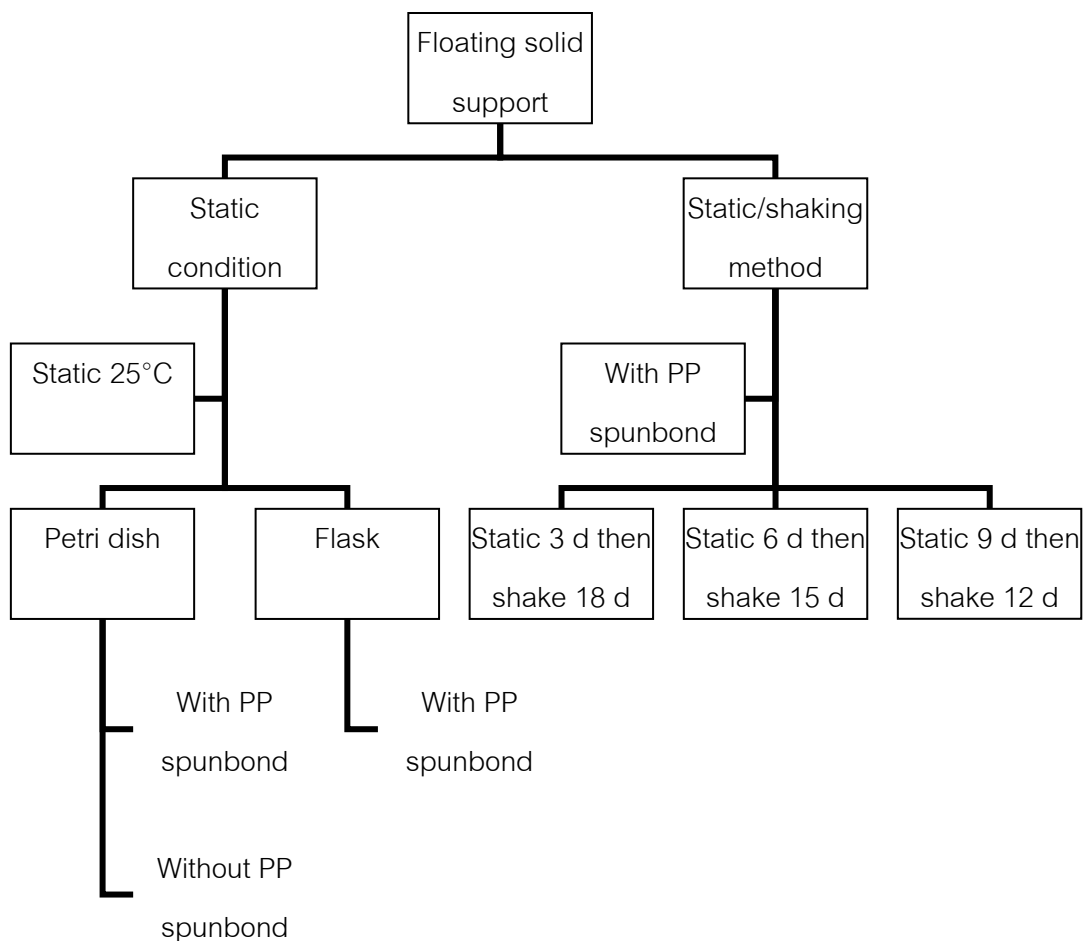 Floating solid
support
Static
condition
Static/shaking
method
Static 25°C
With PP
spunbond
Petri dish
Flask
Static 3 d then
shake 18 d
Static 6 d then
shake 15 d
Static 9 d then
shake 12 d
With PP
spunbond
With PP
spunbond
Without PP
spunbond